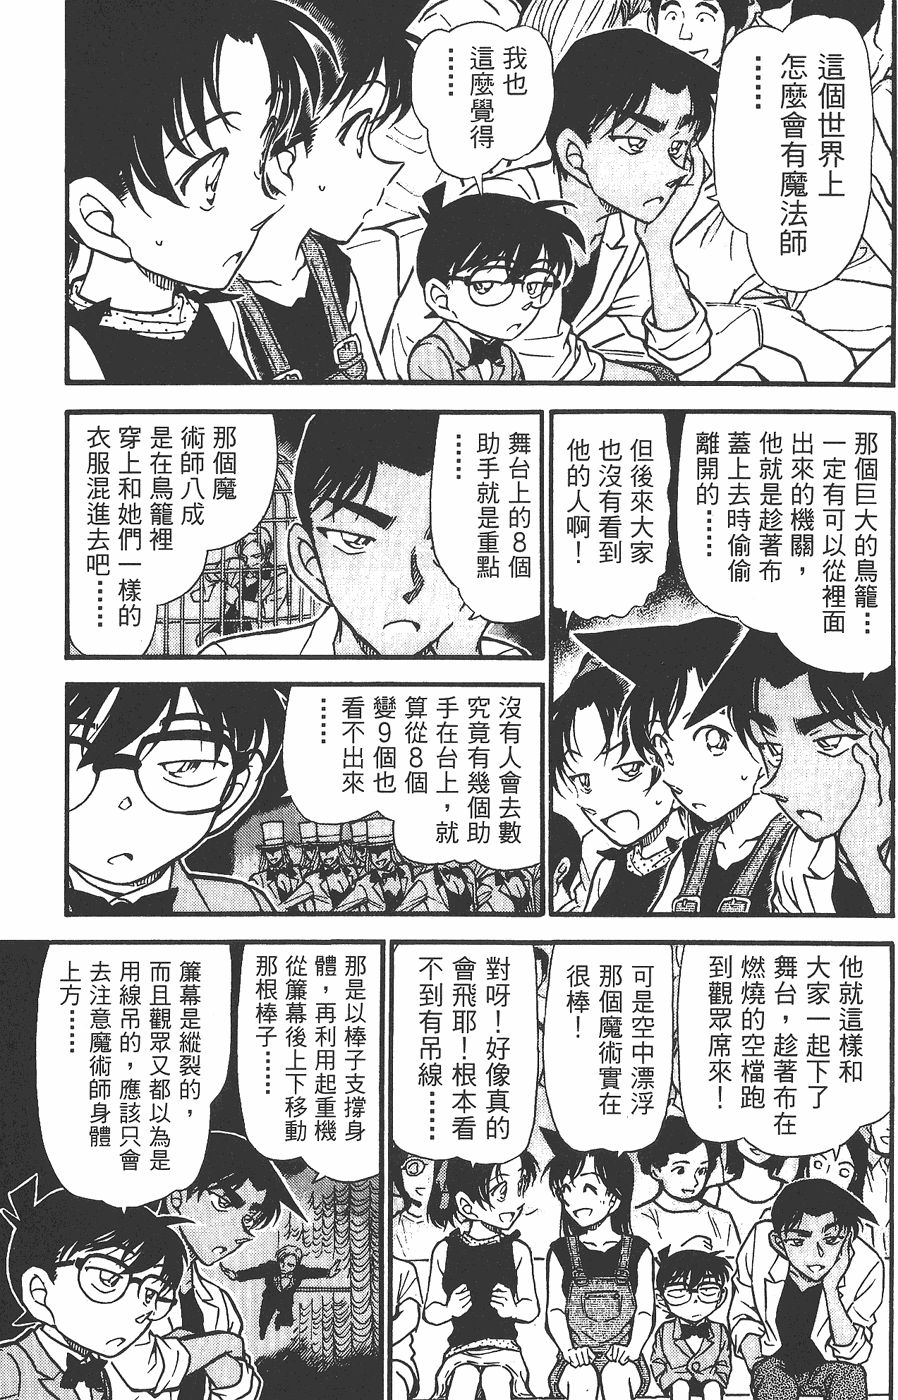 這個世界上
怎麼會有魔法師
……
我也
這麼覺得
……
那個巨大的鳥籠…
一定有可以從裡面
出來的機關，
他就是趁著布
蓋上去時偷偷
離開的……
但後來大家
也沒有看到
他的人啊！
舞台上的8個
助手就是重點
……
那個魔
術師八成
是在鳥籠裡
穿上和她們一樣的
衣服混進去吧……
沒有人會去數
究竟有幾個助
手在台上，就
算從8個
變9個也
看不出來
……
他就這樣和
大家一起下了
舞台，趁著布在
燃燒的空檔跑
到觀眾席來！
可是空中漂浮
那個魔術實在
很棒！
對呀！好像真的
會飛耶！根本看
不到有吊線……
那是以棒子支撐身
體，再利用起重機
從簾幕後上下移動
那根棒子……
簾幕是縱裂的，
而且觀眾又都以為是
用線吊的，應該只會
去注意魔術師身體
上方……